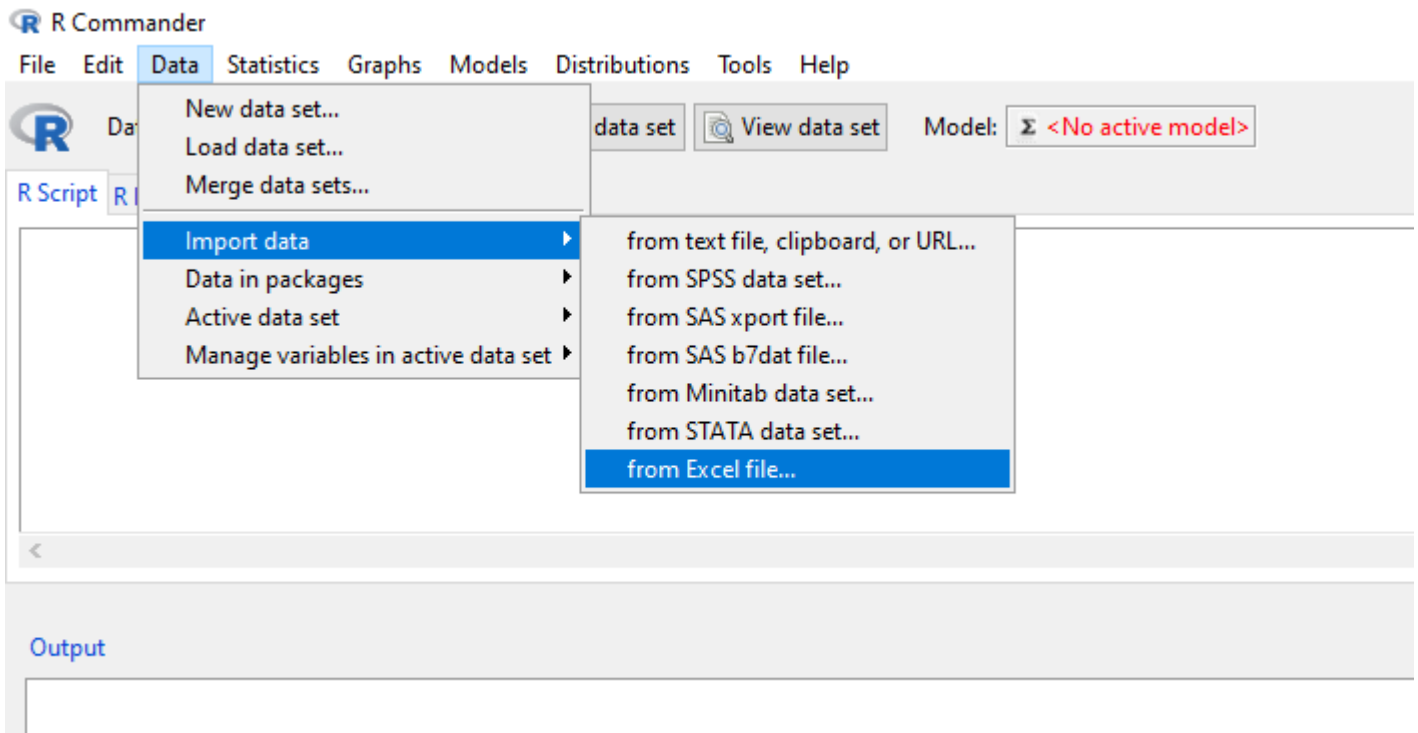 R Commander
File Edit Data Statistics Graphs Models Distributions Tools Help
New data set...
Load data set...
Merge data sets...
Import data
Data in packages
Active data set
Manage variables in active data set
data set View data set Model: Σ <No active model>
R Script
from text file, clipboard, or URL...
from SPSS data set...
from SAS xport file...
from SAS b7dat file...
from Minitab data set...
from STATA data set...
from Excel file...
Output